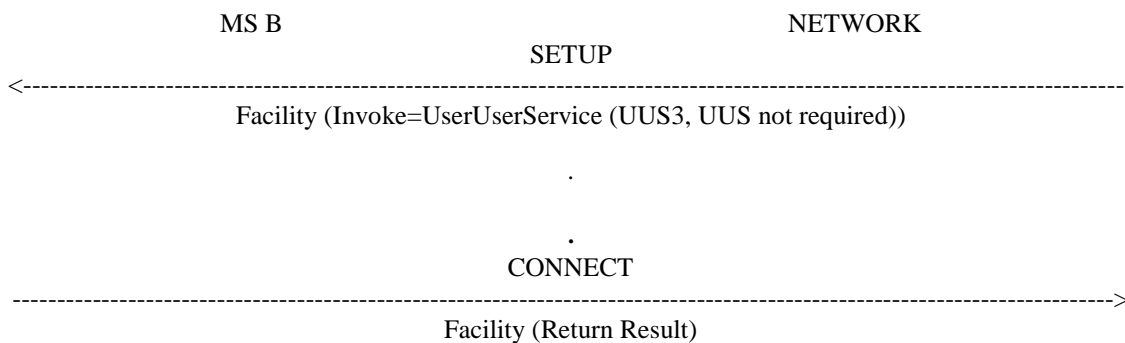 MS B NETWORK
SETUP
<------------------------------------------------------------------------------------------------------------------------------
Facility (Invoke=UserUserService (UUS3, UUS not required))
.
.
CONNECT
------------------------------------------------------------------------------------------------------------------------------>
Facility (Return Result)